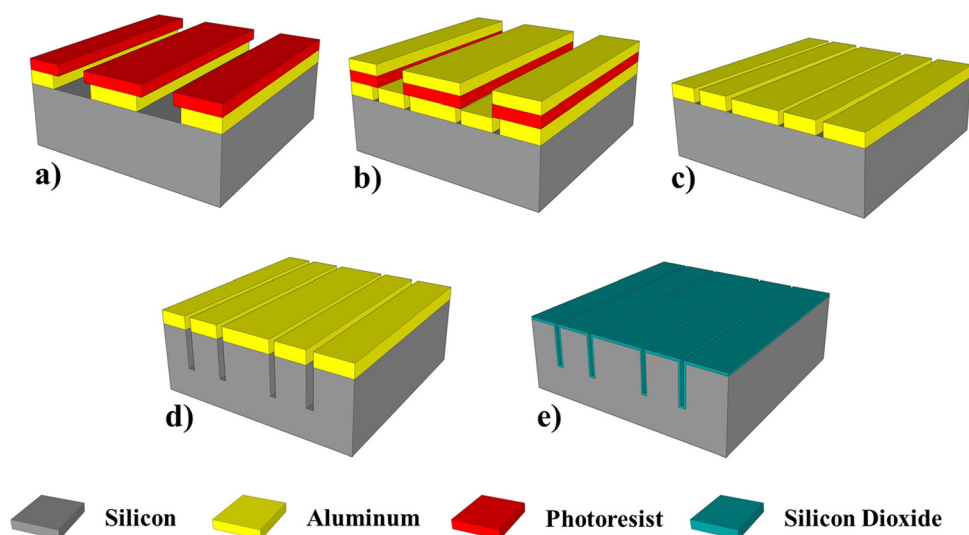 a)
b)
c)
d)
e)
Silicon
Aluminum
Photoresist
Silicon Dioxide